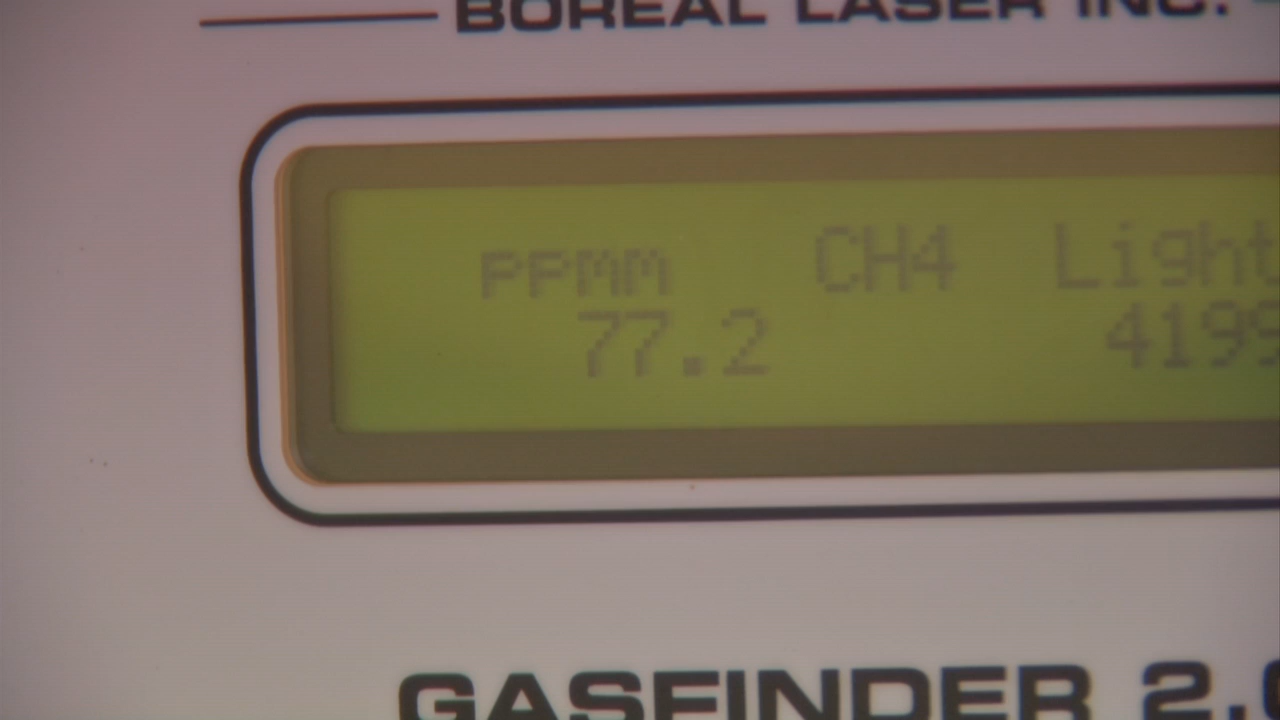 BOREAL LASER INC.
PPMM CH4 Light
77.2 4199
GASFINDER 2.0